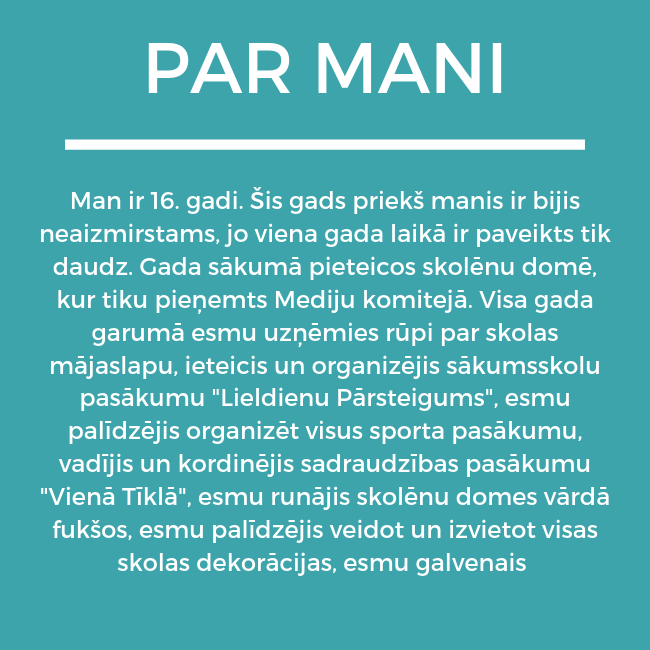 PAR MANI
Man ir 16. gadi. Šis gads priekš manis ir bijis
neaizmirstams, jo viena gada laikā ir paveikts tik
daudz. Gada sākumā pieteicos skolēnu domē,
kur tiku pieņemts Mediju komitejā. Visa gada
garumā esmu uzņēmies rūpi par skolas
mājaslapu, ieteicis un organizējis sākumsskolu
pasākumu "Lieldienu Pārsteigums", esmu
palīdzējis organizēt visus sporta pasākumu,
vadījis un kordinējis sadraudzības pasākumu
"Vienā Tīklā", esmu runājis skolēnu domes vārdā
fukšos, esmu palīdzējis veidot un izvietot visas
skolas dekorācijas, esmu galvenais